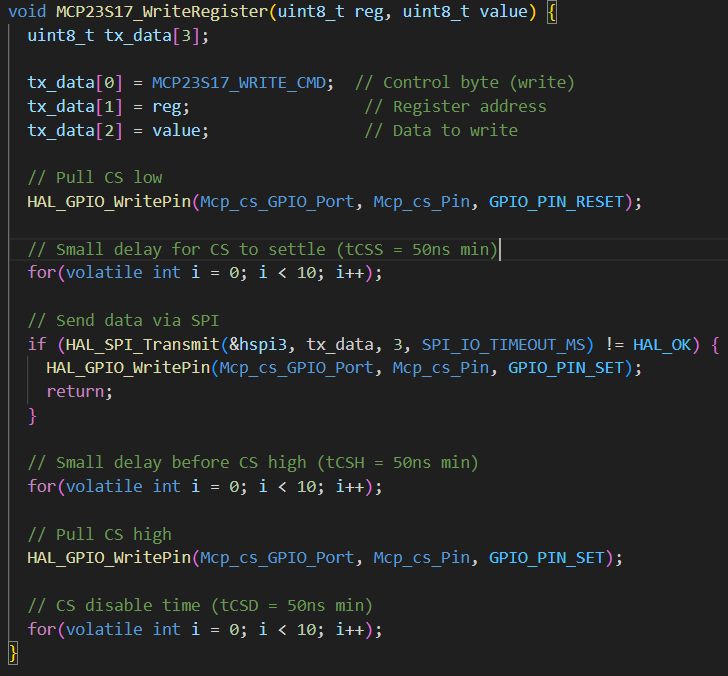 void MCP23S17_WriteRegister(uint8_t reg, uint8_t value) {
  uint8_t tx_data[3];

  tx_data[0] = MCP23S17_WRITE_CMD;  // Control byte (write)
  tx_data[1] = reg;                  // Register address
  tx_data[2] = value;                // Data to write

  // Pull CS low
  HAL_GPIO_WritePin(Mcp_cs_GPIO_Port, Mcp_cs_Pin, GPIO_PIN_RESET);

  // Small delay for CS to settle (tCSS = 50ns min)
  for(volatile int i = 0; i < 10; i++);

  // Send data via SPI
  if (HAL_SPI_Transmit(&hspi3, tx_data, 3, SPI_IO_TIMEOUT_MS) != HAL_OK) {
    HAL_GPIO_WritePin(Mcp_cs_GPIO_Port, Mcp_cs_Pin, GPIO_PIN_SET);
    return;
  }

  // Small delay before CS high (tCSH = 50ns min)
  for(volatile int i = 0; i < 10; i++);

  // Pull CS high
  HAL_GPIO_WritePin(Mcp_cs_GPIO_Port, Mcp_cs_Pin, GPIO_PIN_SET);

  // CS disable time (tCSD = 50ns min)
  for(volatile int i = 0; i < 10; i++);
}